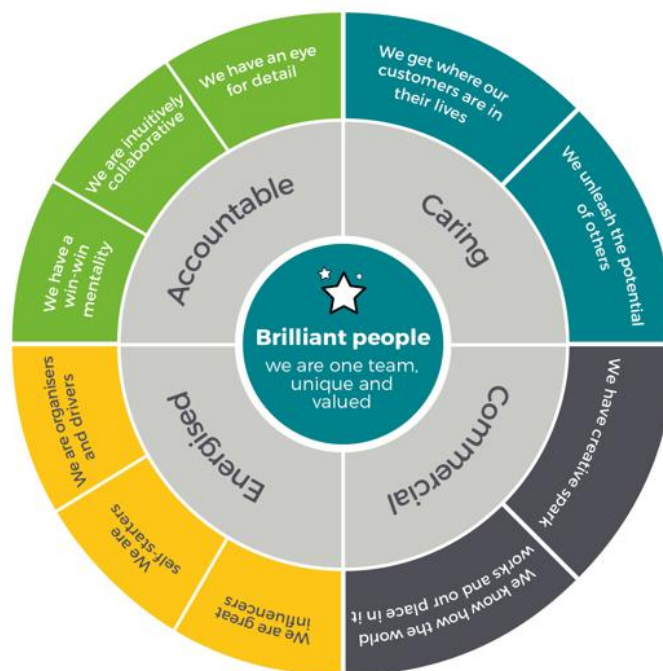 Brilliant people
we are one team,
unique and
valued
Accountable
We have a
win-win
mentality
We are intuitively
collaborative
We have an eye
for detail
Caring
We get where our
customers are in
their lives
We unleash the potential
of others
Commercial
We have creative spark
We know how the world
works and our place in it
Energised
We are great
influencers
We are
self-starters
We are organisers
and drivers